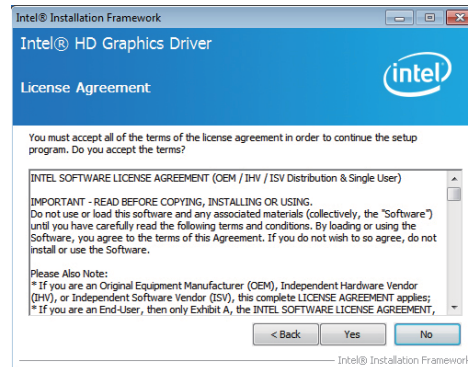 Intel® Installation Framework
Intel® HD Graphics Driver
intel
License Agreement
You must accept all of the terms of the license agreement in order to continue the setup
program. Do you accept the terms?
INTEL SOFTWARE LICENSE AGREEMENT (OEM / IHV / ISV Distribution & Single User)
IMPORTANT - READ BEFORE COPYING, INSTALLING OR USING.
Do not use or load this software and any associated materials (collectively, the "Software")
until you have carefully read the following terms and conditions. By loading or using the
Software, you agree to the terms of this Agreement. If you do not wish to so agree, do not
install or use the Software.
Please Also Note:
* If you are an Original Equipment Manufacturer (OEM), Independent Hardware Vendor
(IHV), or Independent Software Vendor (ISV), this complete LICENSE AGREEMENT applies;
* If you are an End-User, then only Exhibit A, the INTEL SOFTWARE LICENSE AGREEMENT,
< Back Yes No
Intel® Installation Framework